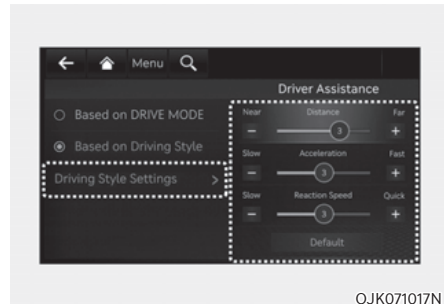 Menu
Driver Assistance
Based on DRIVE MODE
Based on Driving Style
Driving Style Settings >
Near Distance Far
− 3 +
Slow Acceleration Fast
− 3 +
Slow Reaction Speed Quick
− 3 +
Default
OJK071017N